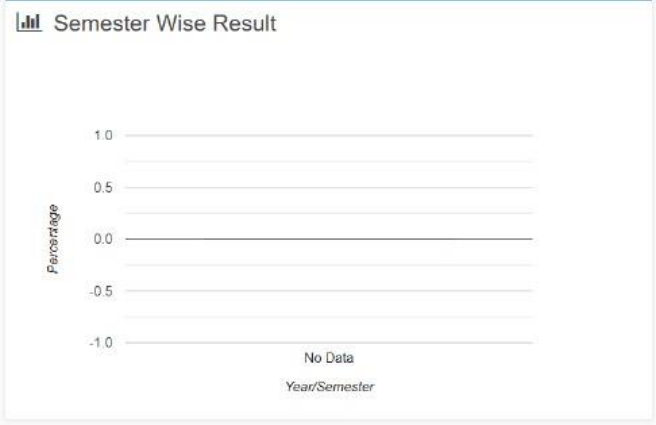 Semester Wise Result
1.0
0.5
Percentage
0.0
-0.5
-1.0
No Data
Year/Semester